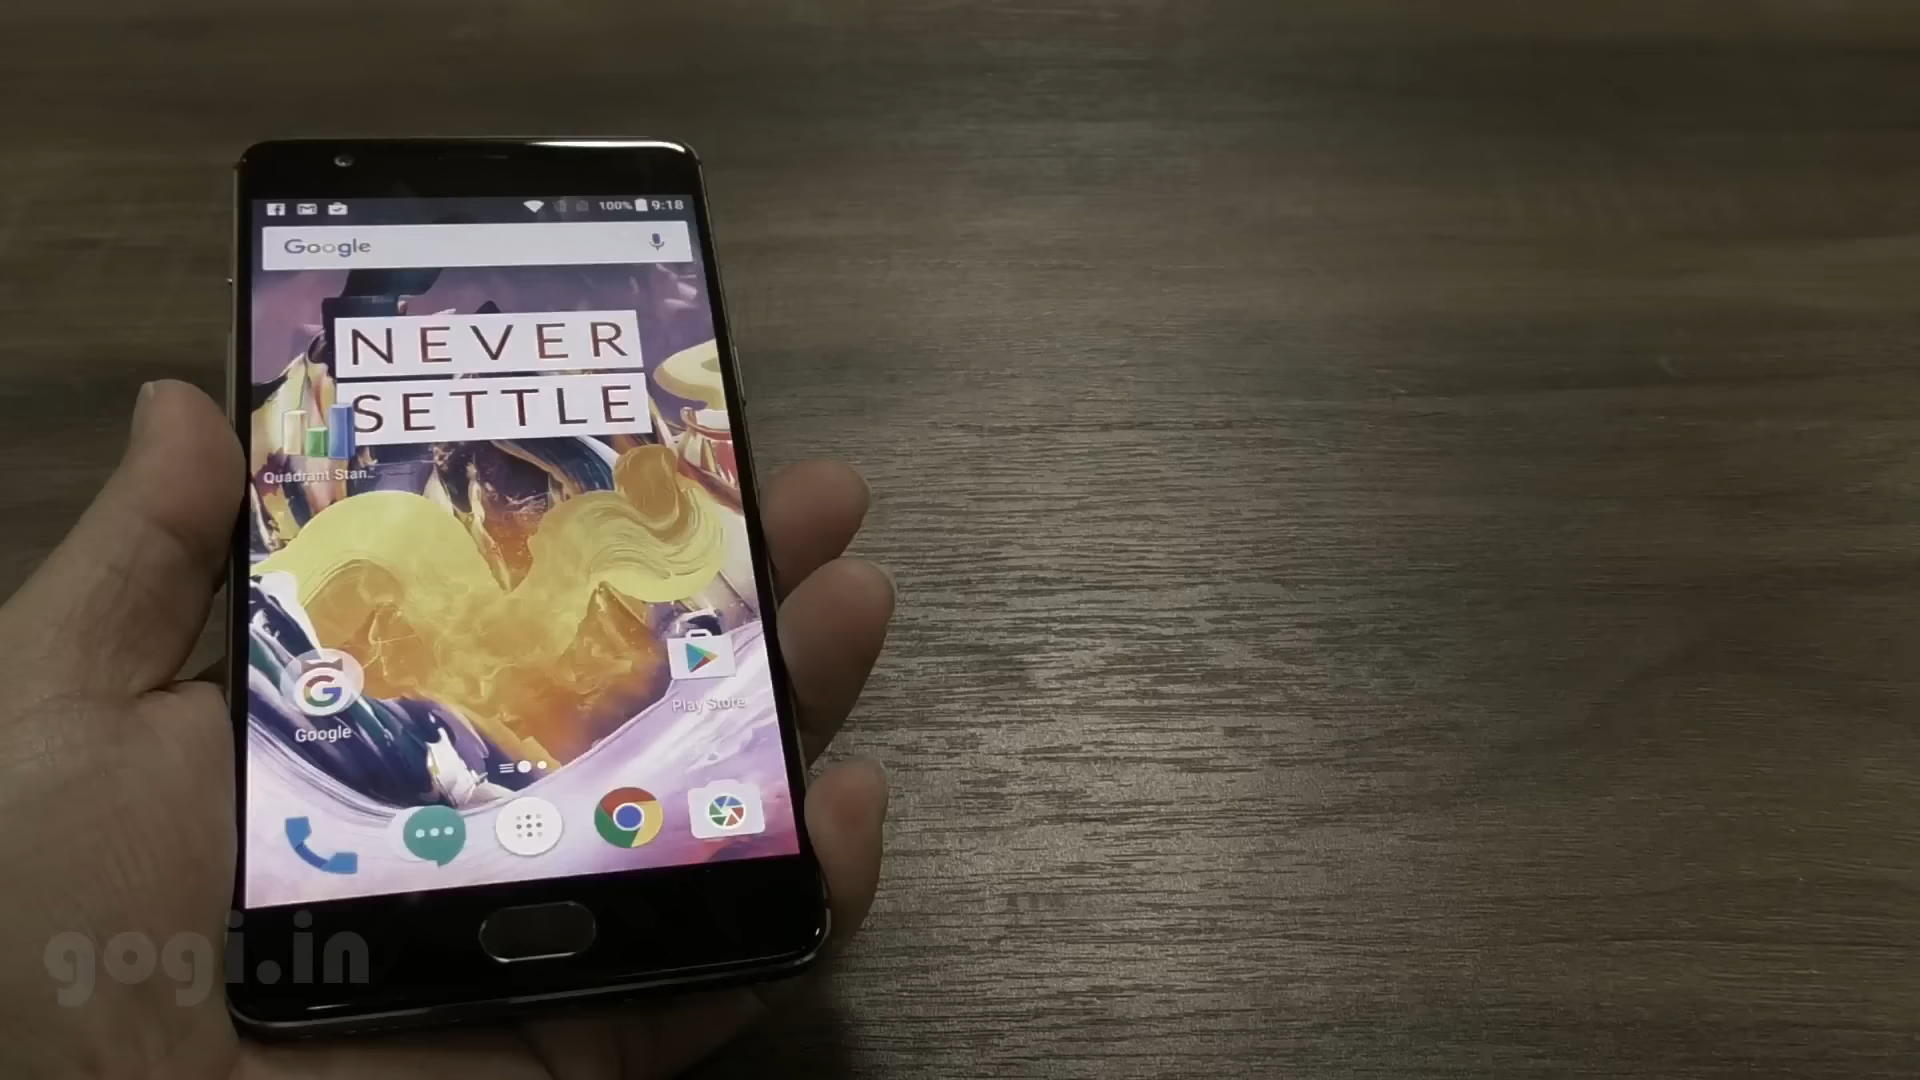 100% 9:18
Google
NEVER
SETTLE
Quadrant Stan...
Play Store
Google
gogi.in